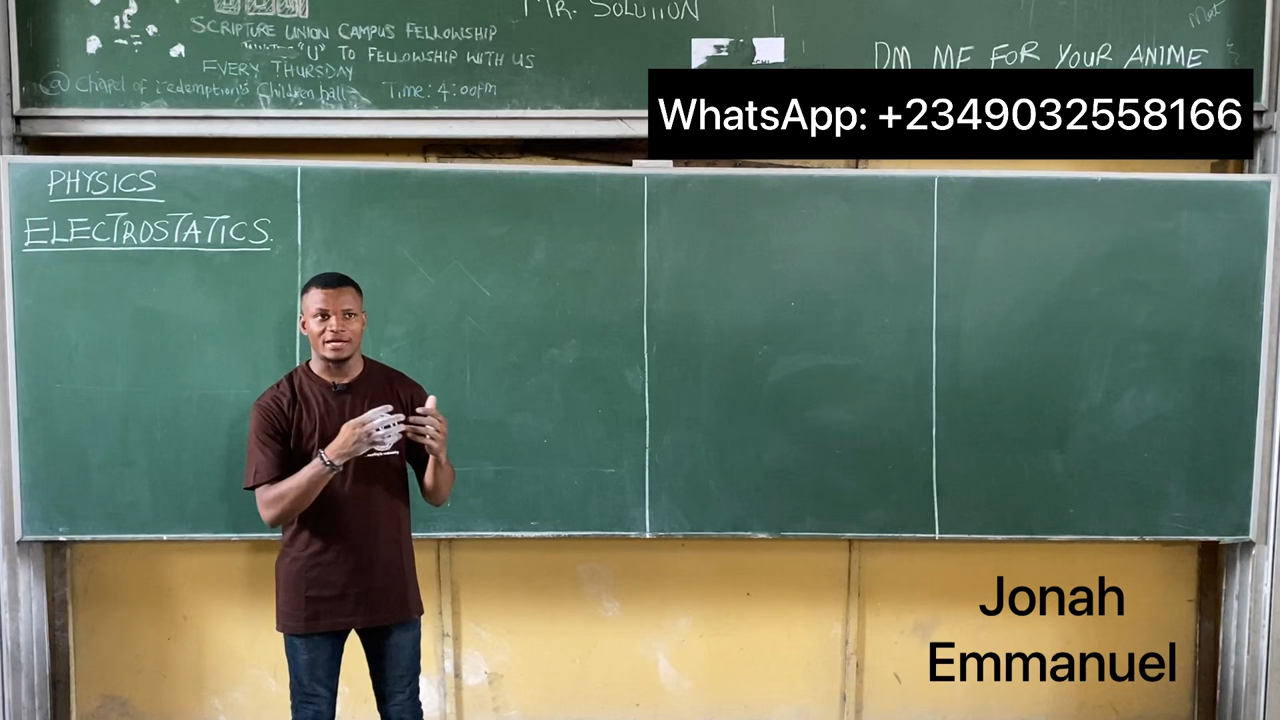 MR. SOLUTION
SCRIPTURE UNION CAMPUS FELLOWSHIP
"U" TO FELLOWSHIP WITH US
EVERY THURSDAY
@ Chapel of redemption's Children hall Time: 4:00pm
DM ME FOR YOUR ANIME
WhatsApp: +2349032558166
PHYSICS
ELECTROSTATICS.
Jonah
Emmanuel